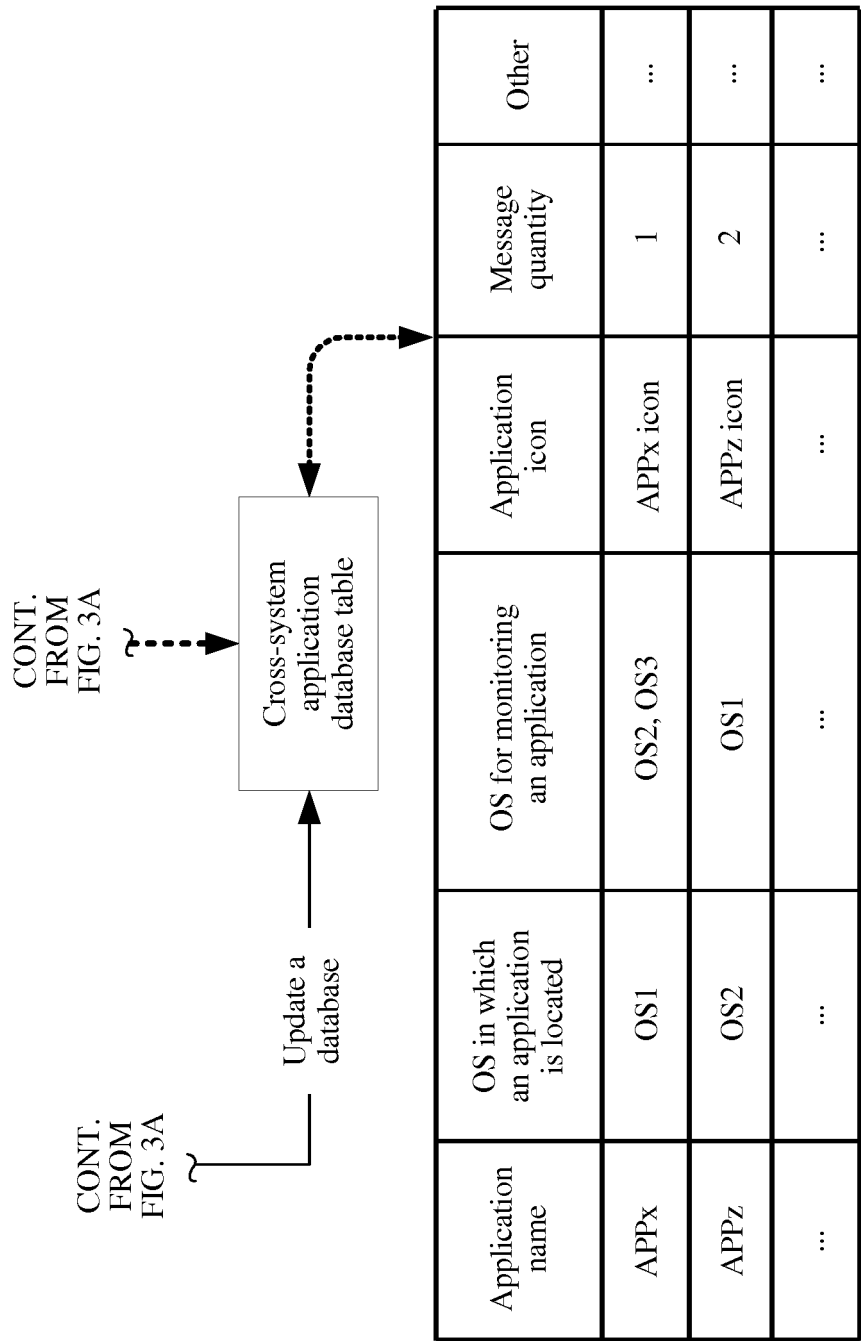 CONT.
FROM
FIG. 3A
CONT.
FROM
FIG. 3A
Update a
database
Cross-system
application
database table
Application
name
OS in which
an application
is located
OS for monitoring
an application
Application
icon
Message
quantity
Other
APPx
OS1
OS2, OS3
APPx icon
1
...
APPz
OS2
OS1
APPz icon
2
...
...
...
...
...
...
...